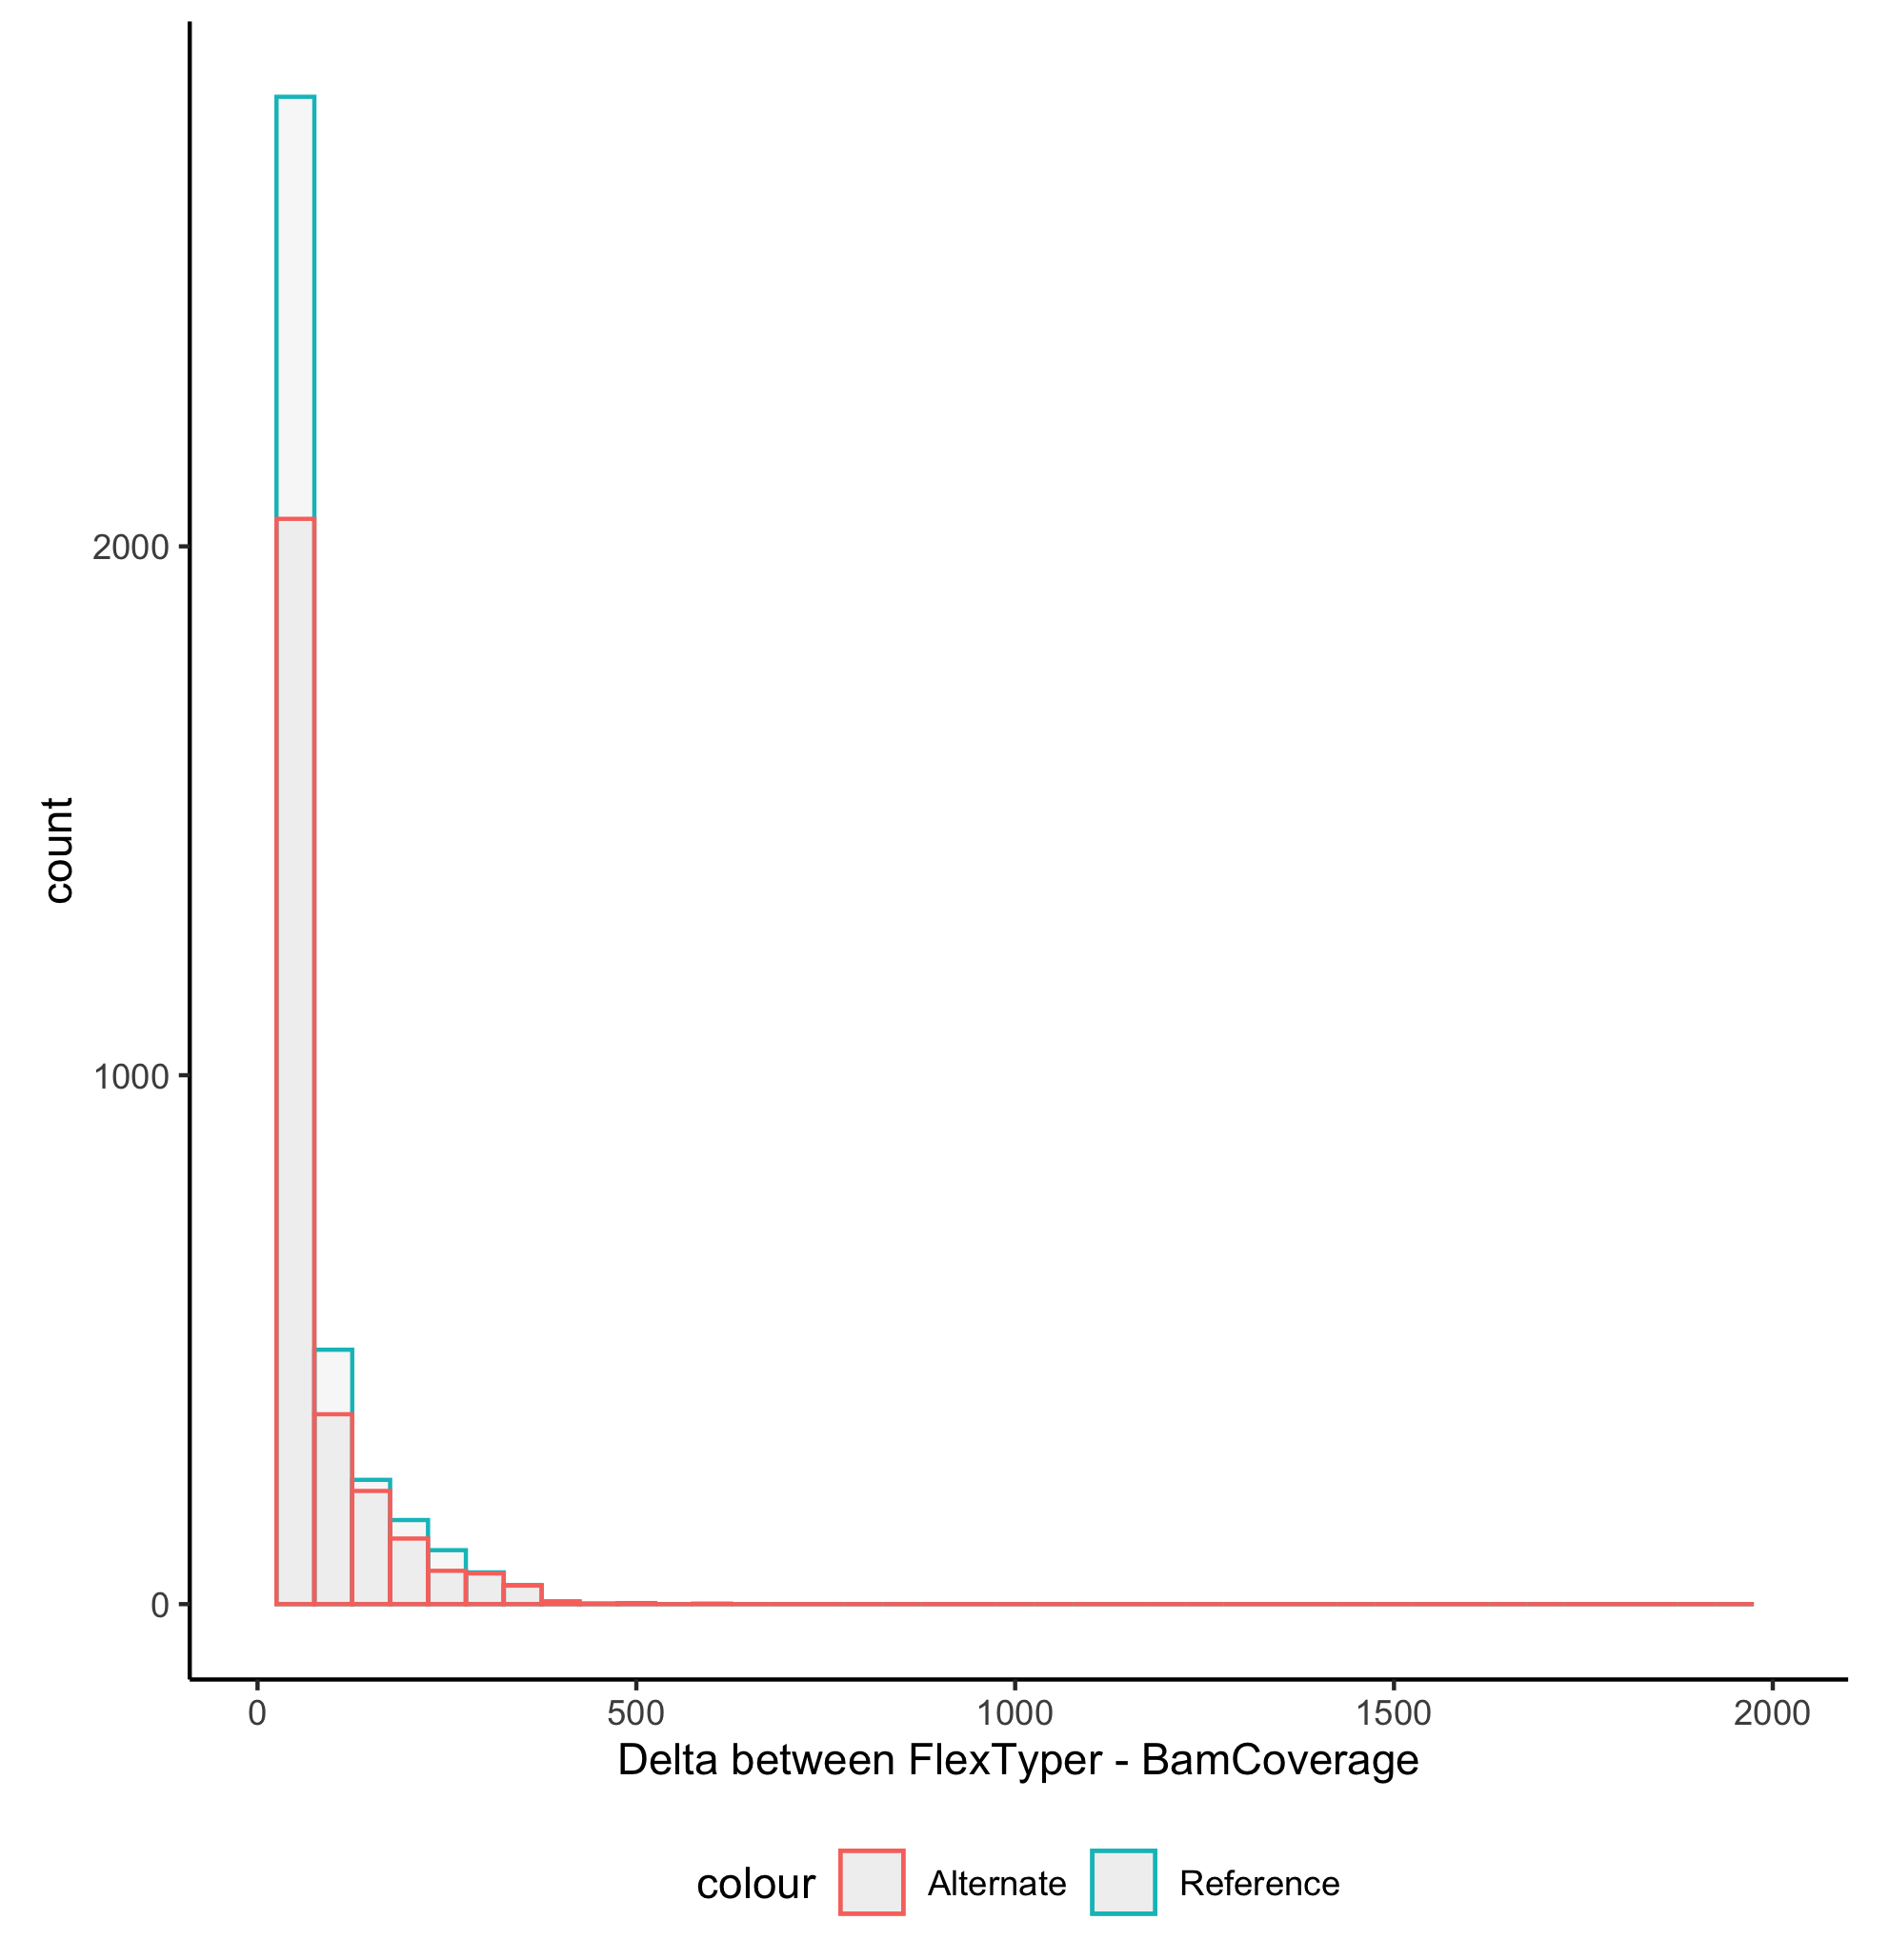 count
2000
1000
0
0 500 1000 1500 2000
Delta between FlexTyper - BamCoverage
colour Alternate Reference